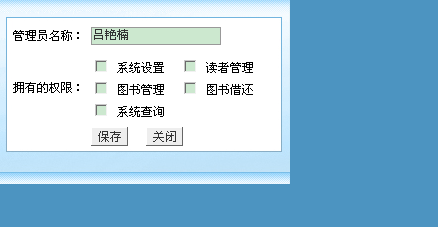 管理员名称： 吕艳楠
系统设置 读者管理
拥有的权限： 图书管理 图书借还
系统查询
保存 关闭